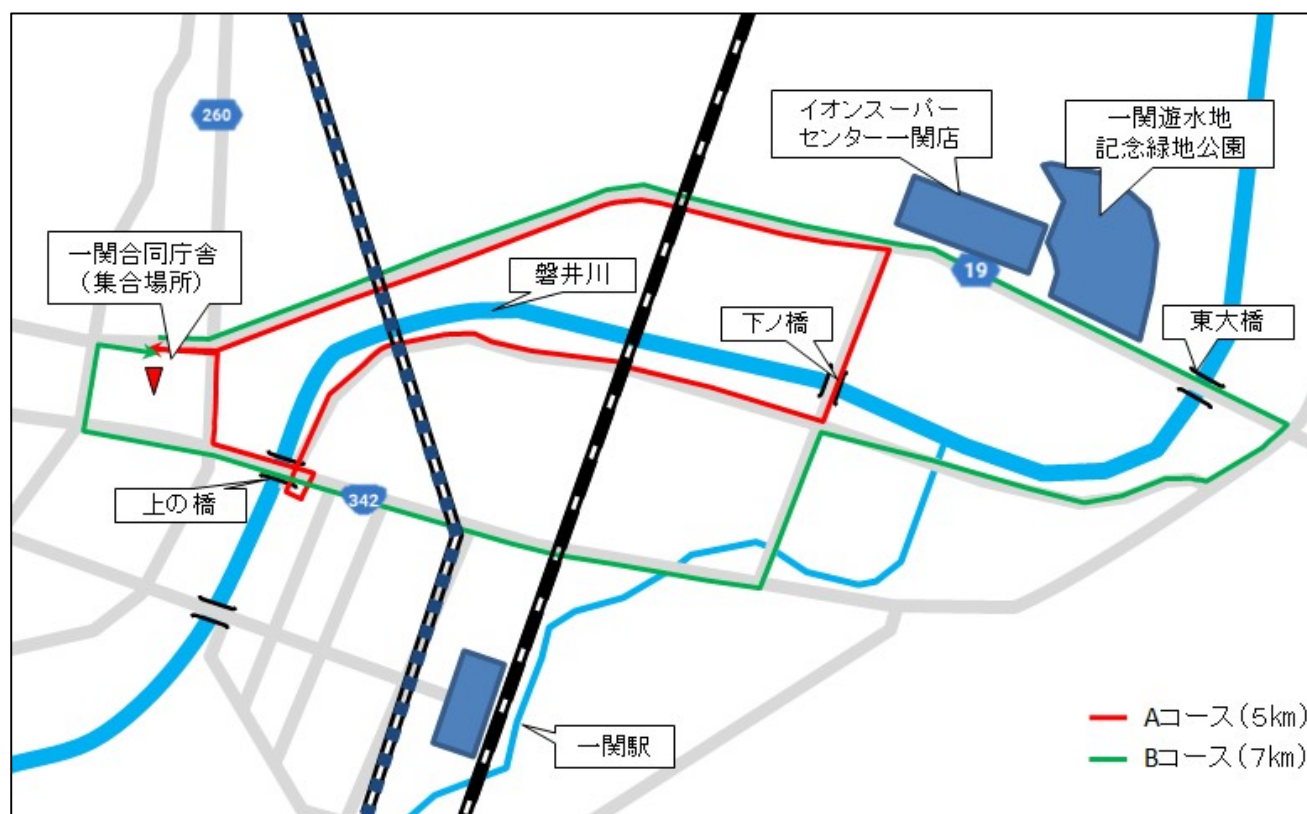 260
イオンスーパー
センター一関店
一関遊水地
記念緑地公園
一関合同庁舎
（集合場所）
磐井川
19
下ノ橋
東大橋
上の橋
342
一関駅
Aコース（5km）
Bコース（7km）